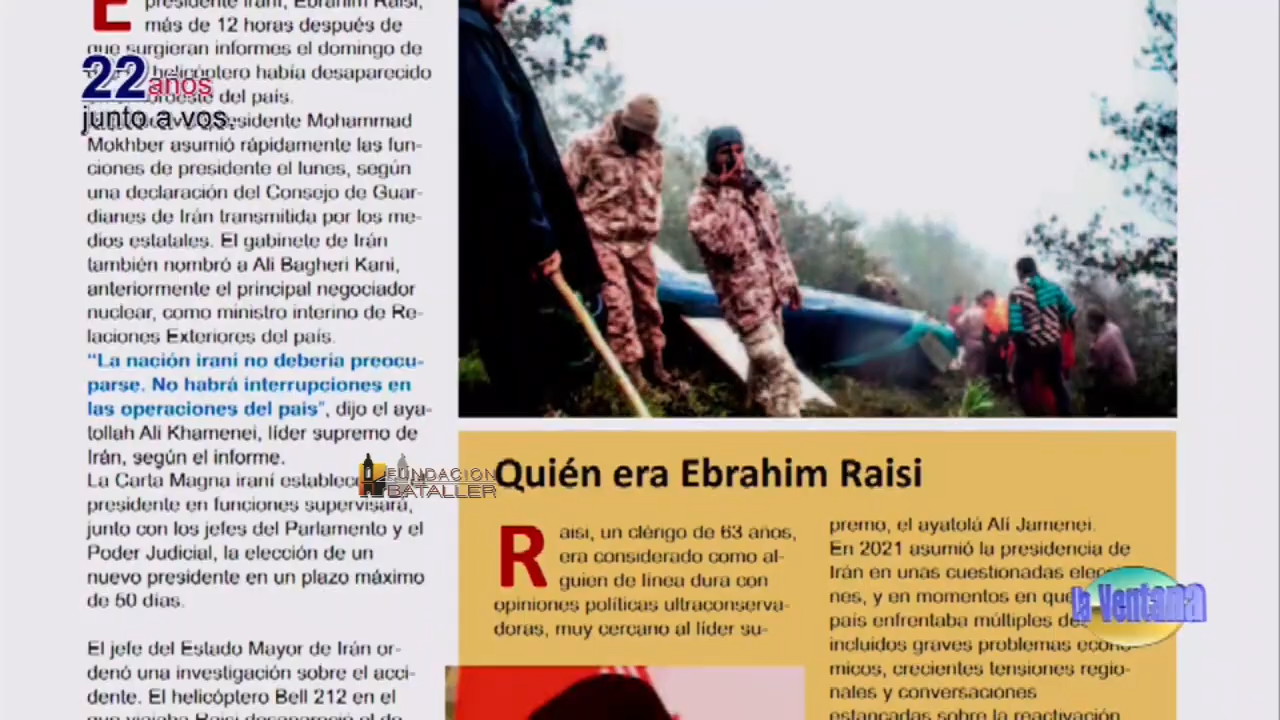 presidente iraní, Ebrahim Raisi,
más de 12 horas después de
que surgieran informes el domingo de
helicóptero había desaparecido
noroeste del país.
22 años
junto a vos.
presidente Mohammad
Mokhber asumió rápidamente las fun-
ciones de presidente el lunes, según
una declaración del Consejo de Guar-
dianes de Irán transmitida por los me-
dios estatales. El gabinete de Irán
también nombró a Ali Bagheri Kani,
anteriormente el principal negociador
nuclear, como ministro interino de Re-
laciones Exteriores del país.
“La nación iraní no debería preocu-
parse. No habrá interrupciones en
las operaciones del país”, dijo el aya-
tollah Ali Khamenei, líder supremo de
Irán, según el informe.
La Carta Magna iraní establece
presidente en funciones supervisará,
junto con los jefes del Parlamento y el
Poder Judicial, la elección de un
nuevo presidente en un plazo máximo
de 50 días.
El jefe del Estado Mayor de Irán or-
denó una investigación sobre el acci-
dente. El helicóptero Bell 212 en el
que viajaba Raisi desapareció el do-
FUNDACION
BATALLER
Quién era Ebrahim Raisi
Raisi, un clérigo de 63 años,
era considerado como al-
guien de línea dura con
opiniones políticas ultraconserva-
doras, muy cercano al líder su-
premo, el ayatolá Alí Jamenei.
En 2021 asumió la presidencia de
Irán en unas cuestionadas
nes, y en momentos en que
país enfrentaba múltiples
incluidos graves problemas econó-
micos, crecientes tensiones regio-
nales y conversaciones
estancadas sobre la reactivación
la Ventana